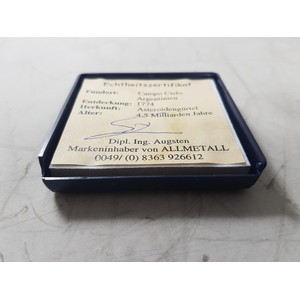 Echtheitszertifikat
Fundort: Campo Cielo
Argentinien
Entdeckung: 1774
Herkunft: Asteroidengürtel
Alter: 4,5 Milliarden Jahre
Dipl. Ing. Augsten
Markeninhaber von ALLMETALL
0049/ (0) 8363 926612